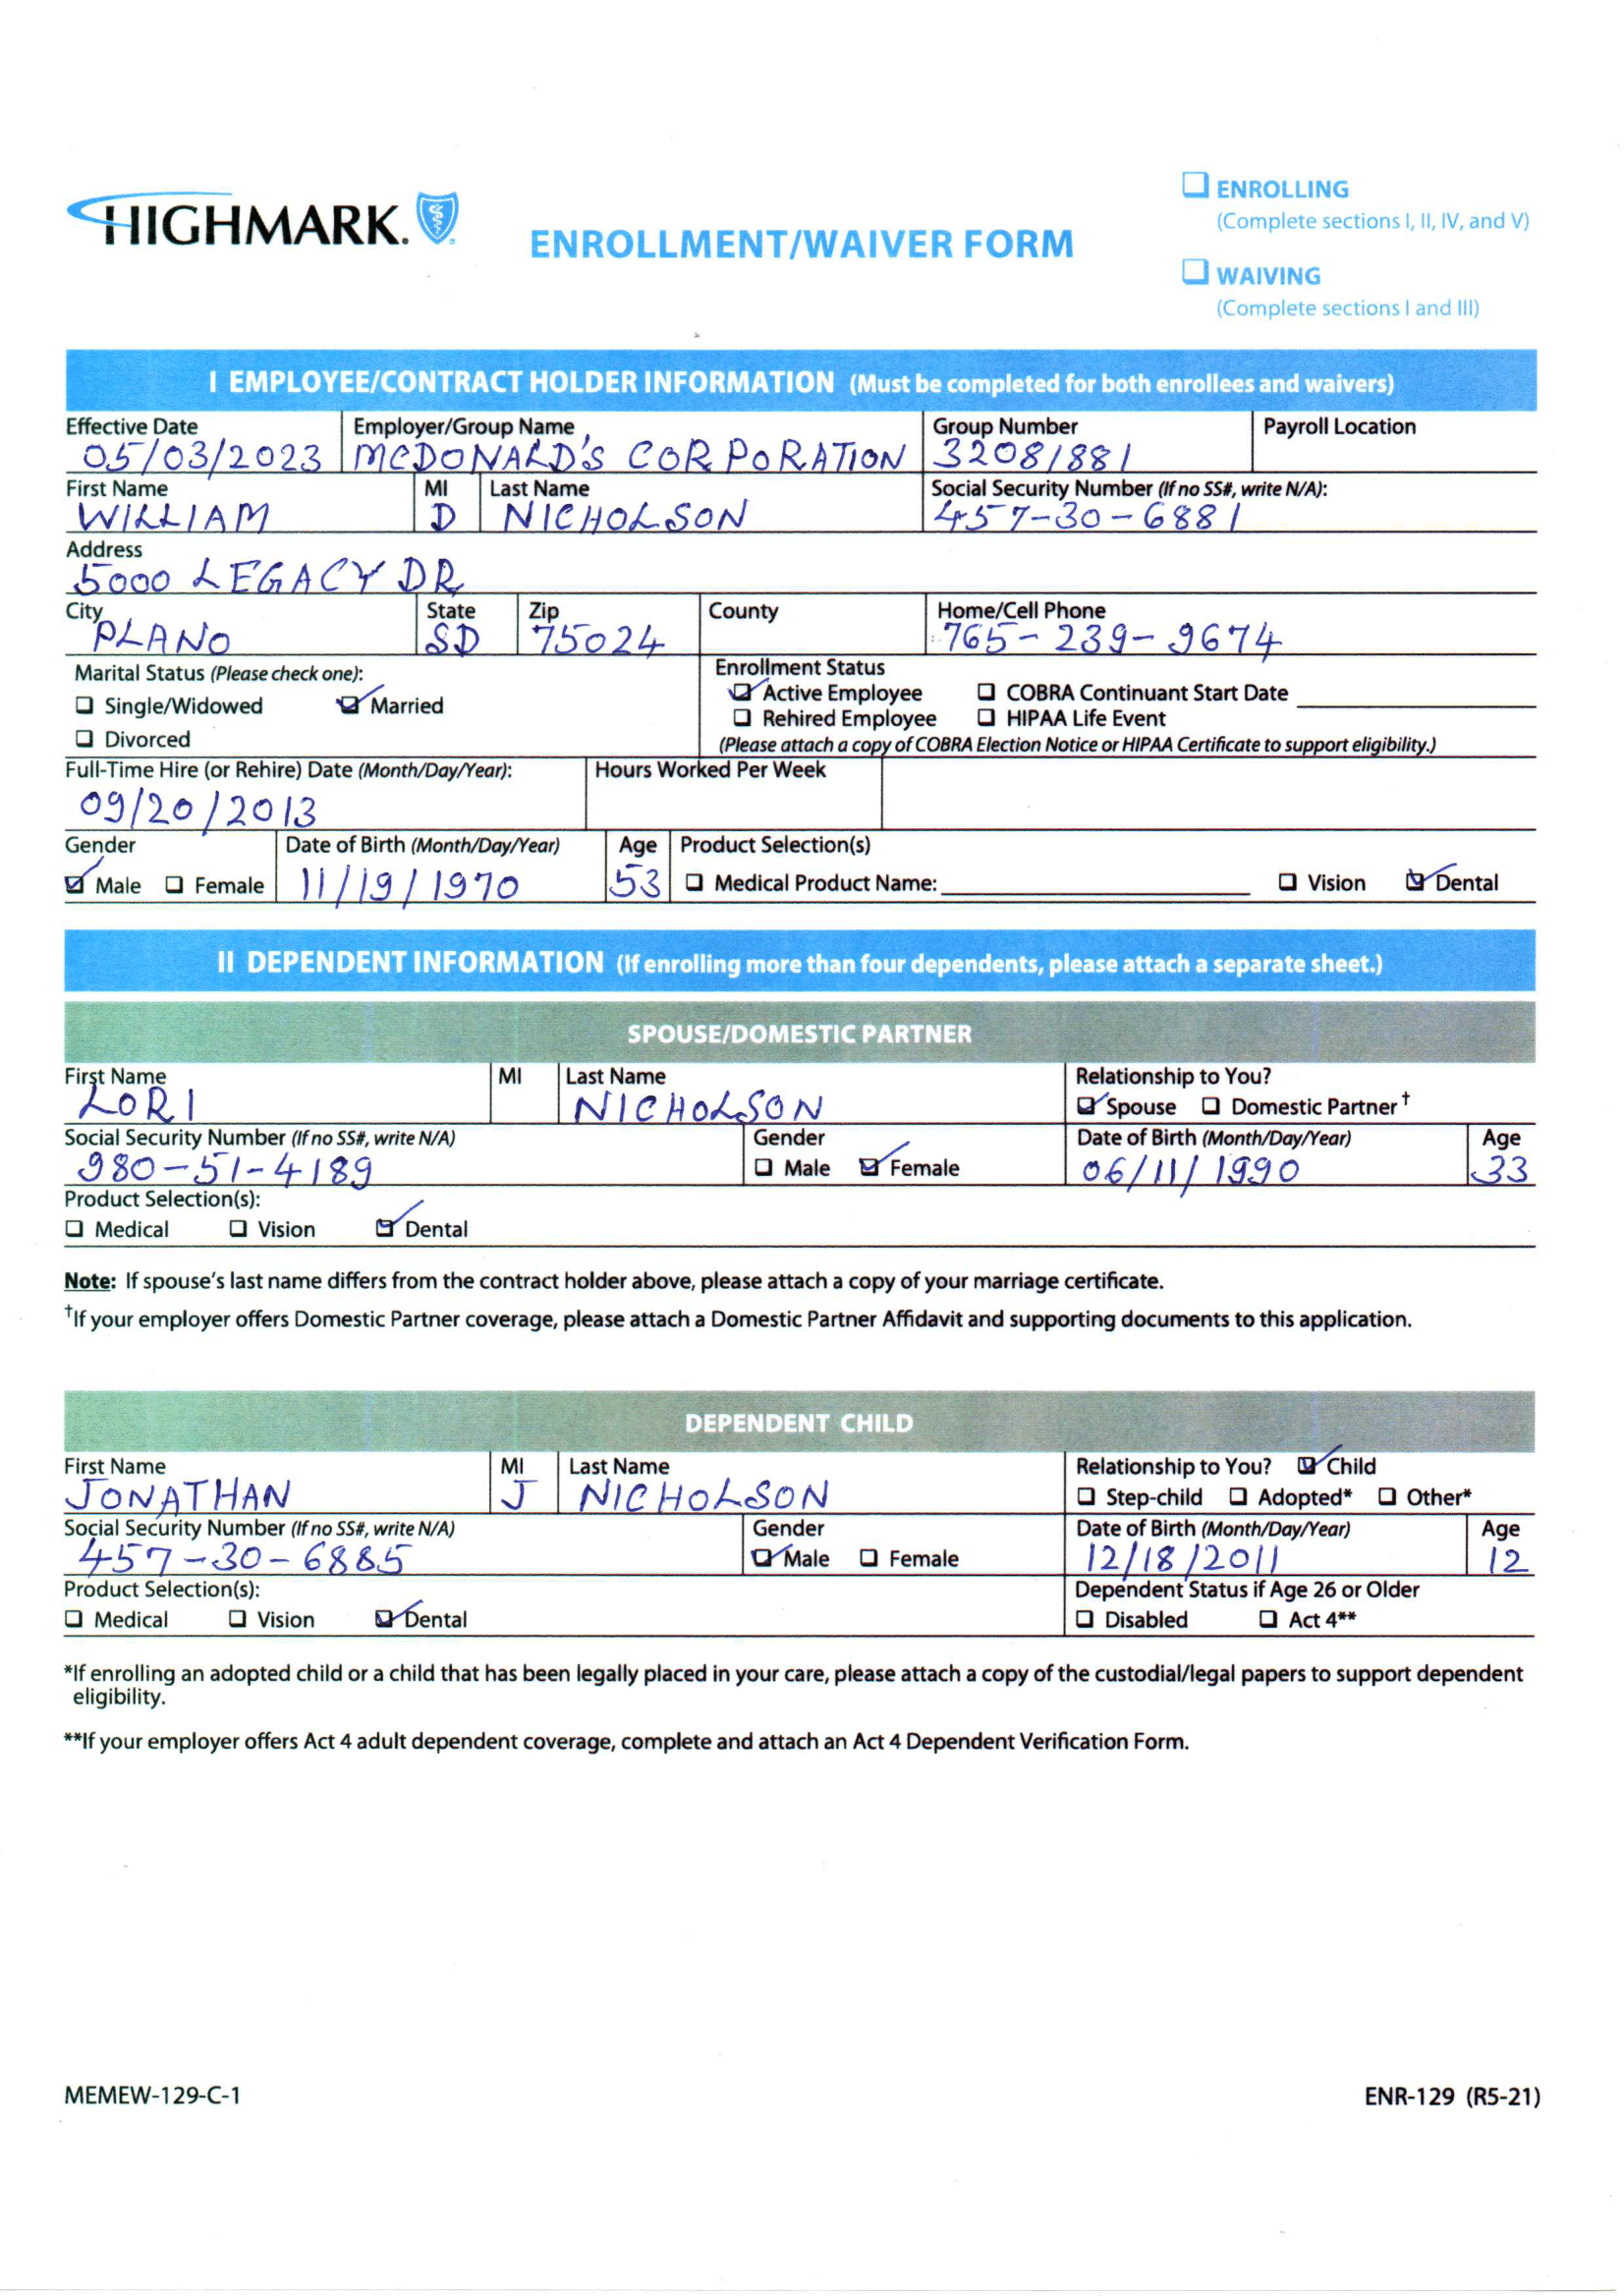 HIGHMARK.
ENROLLMENT/WAIVER FORM
ENROLLING
(Complete sections I, II, IV, and V)
WAIVING
(Complete sections I and III)
I EMPLOYEE/CONTRACT HOLDER INFORMATION (Must be completed for both enrollees and waivers)
Effective Date Employer/Group Name Group Number Payroll Location
05/03/2023 MCDONALD'S CORPORATION 32081881
First Name MI Last Name Social Security Number (If no SS#, write N/A):
WILLIAM D NICHOLSON 457-30-6881
Address
5000 LEGACY DR
City State Zip County Home/Cell Phone
PLANO SD 75024 765-239-9674
Marital Status (Please check one): Enrollment Status
Single/Widowed Married Active Employee COBRA Continuant Start Date
Rehired Employee HIPAA Life Event
Divorced (Please attach a copy of COBRA Election Notice or HIPAA Certificate to support eligibility.)
Full-Time Hire (or Rehire) Date (Month/Day/Year): Hours Worked Per Week
09/20/2013
Gender Date of Birth (Month/Day/Year) Age Product Selection(s)
Male Female 11/19/1970 53 Medical Product Name: Vision Dental
II DEPENDENT INFORMATION (If enrolling more than four dependents, please attach a separate sheet.)
SPOUSE/DOMESTIC PARTNER
First Name MI Last Name Relationship to You?
LORI NICHOLSON Spouse Domestic Partner†
Social Security Number (If no SS#, write N/A) Gender Date of Birth (Month/Day/Year) Age
980-51-4189 Male Female 06/11/1990 33
Product Selection(s):
Medical Vision Dental
Note: If spouse's last name differs from the contract holder above, please attach a copy of your marriage certificate.
†If your employer offers Domestic Partner coverage, please attach a Domestic Partner Affidavit and supporting documents to this application.
DEPENDENT CHILD
First Name MI Last Name Relationship to You? Child
JONATHAN J NICHOLSON Step-child Adopted* Other*
Social Security Number (If no SS#, write N/A) Gender Date of Birth (Month/Day/Year) Age
457-30-6885 Male Female 12/18/2011 12
Product Selection(s): Dependent Status if Age 26 or Older
Medical Vision Dental Disabled Act 4**
*If enrolling an adopted child or a child that has been legally placed in your care, please attach a copy of the custodial/legal papers to support dependent
eligibility.
**If your employer offers Act 4 adult dependent coverage, complete and attach an Act 4 Dependent Verification Form.
MEMEW-129-C-1 ENR-129 (R5-21)